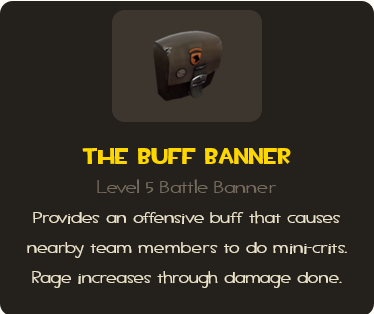 THE BUFF BANNER
Level 5 Battle Banner
Provides an offensive buff that causes
nearby team members to do mini-crits.
Rage increases through damage done.